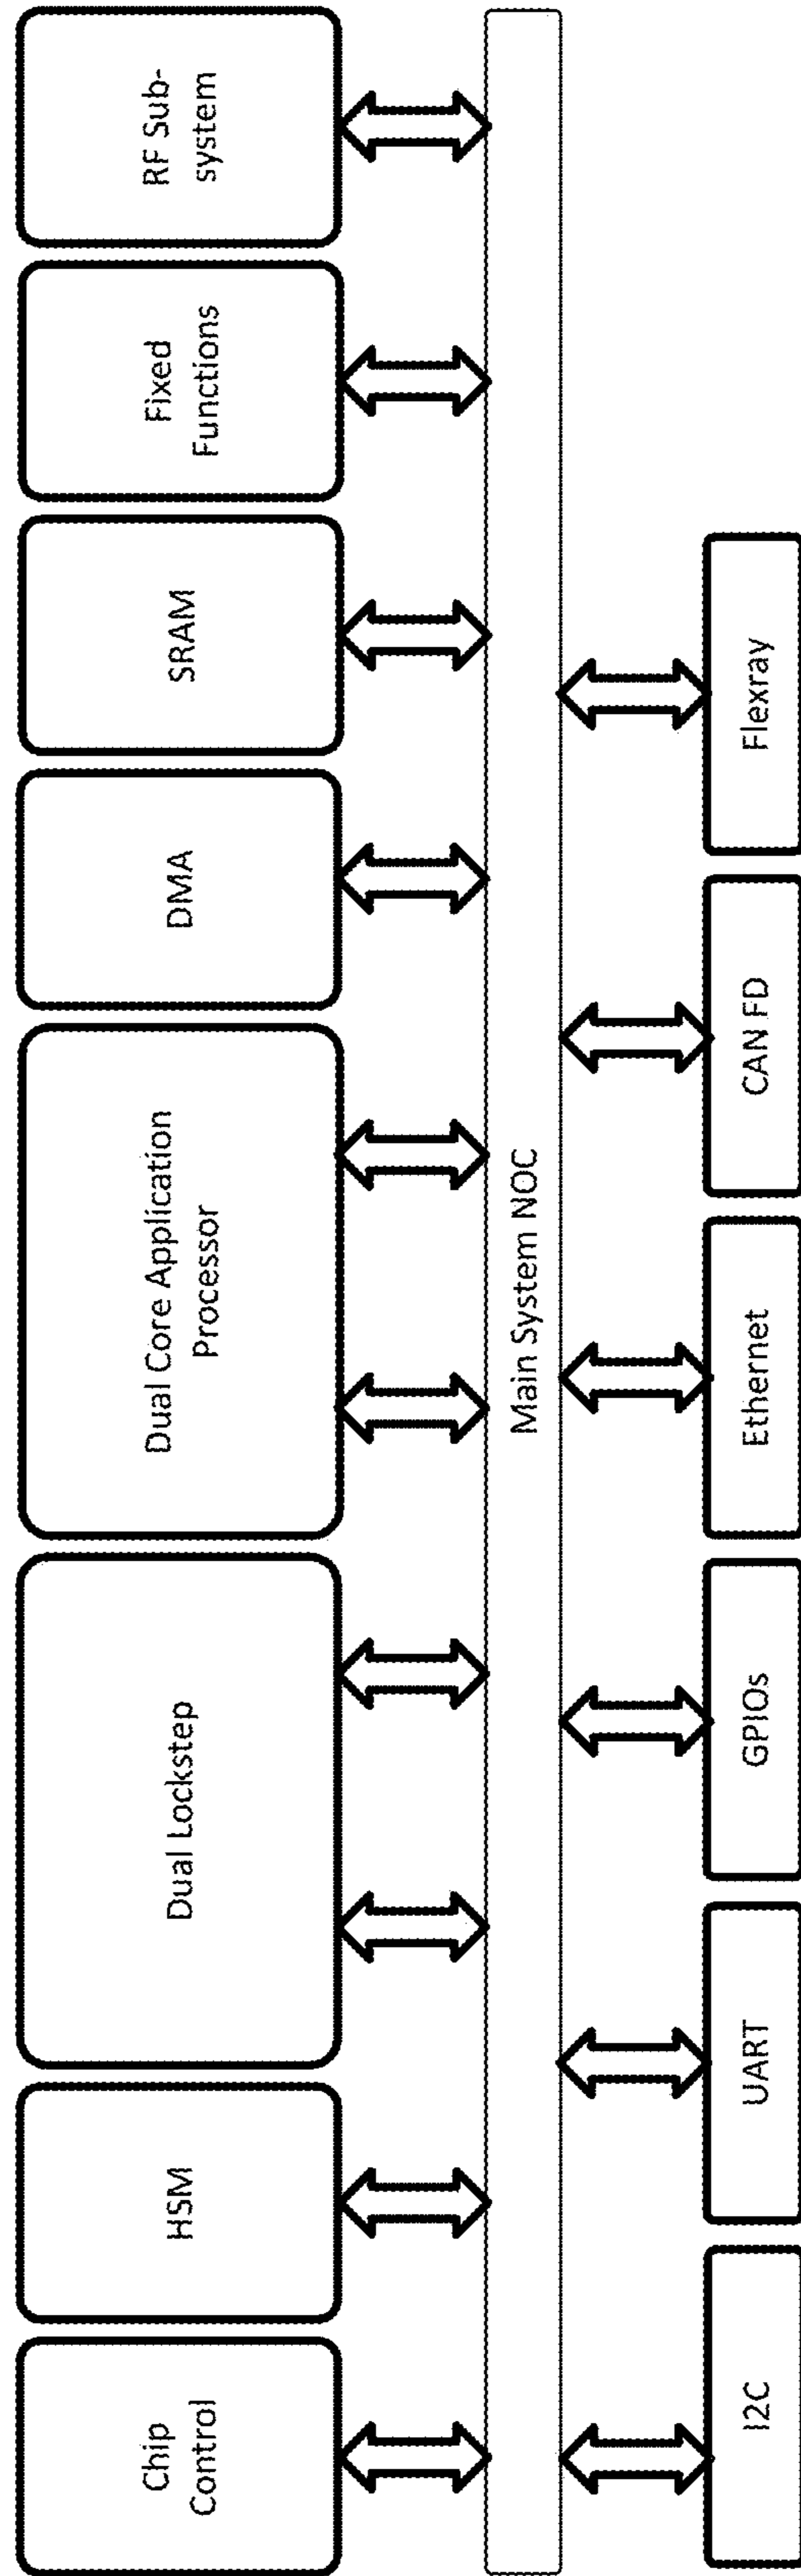 Chip
Control
HSM
Dual Lockstep
Dual Core Application
Processor
DMA
SRAM
Fixed
Functions
RF Sub-
system
Main System NOC
I2C
UART
GPIOs
Ethernet
CAN FD
Flexray